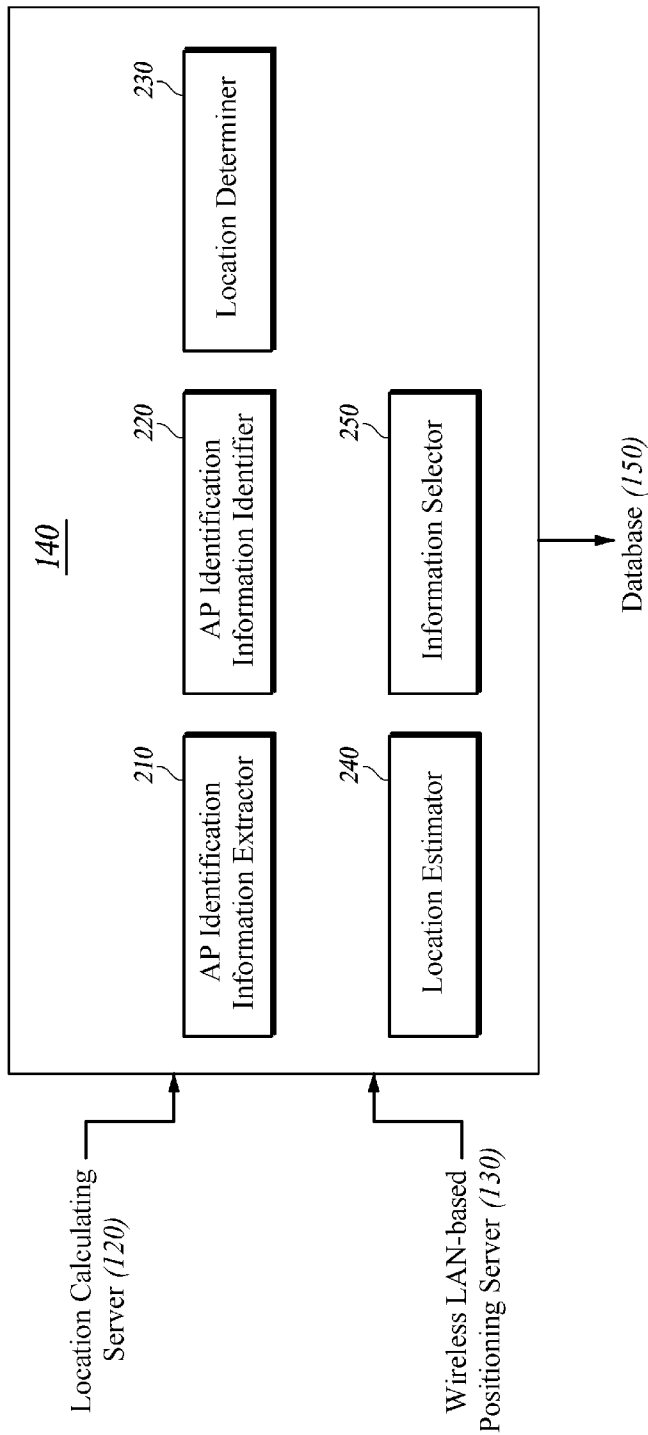 140
Location Calculating
Server (120)
Wireless LAN-based
Positioning Server (130)
210
AP Identification
Information Extractor
220
AP Identification
Information Identifier
230
Location Determiner
240
Location Estimator
250
Information Selector
Database (150)